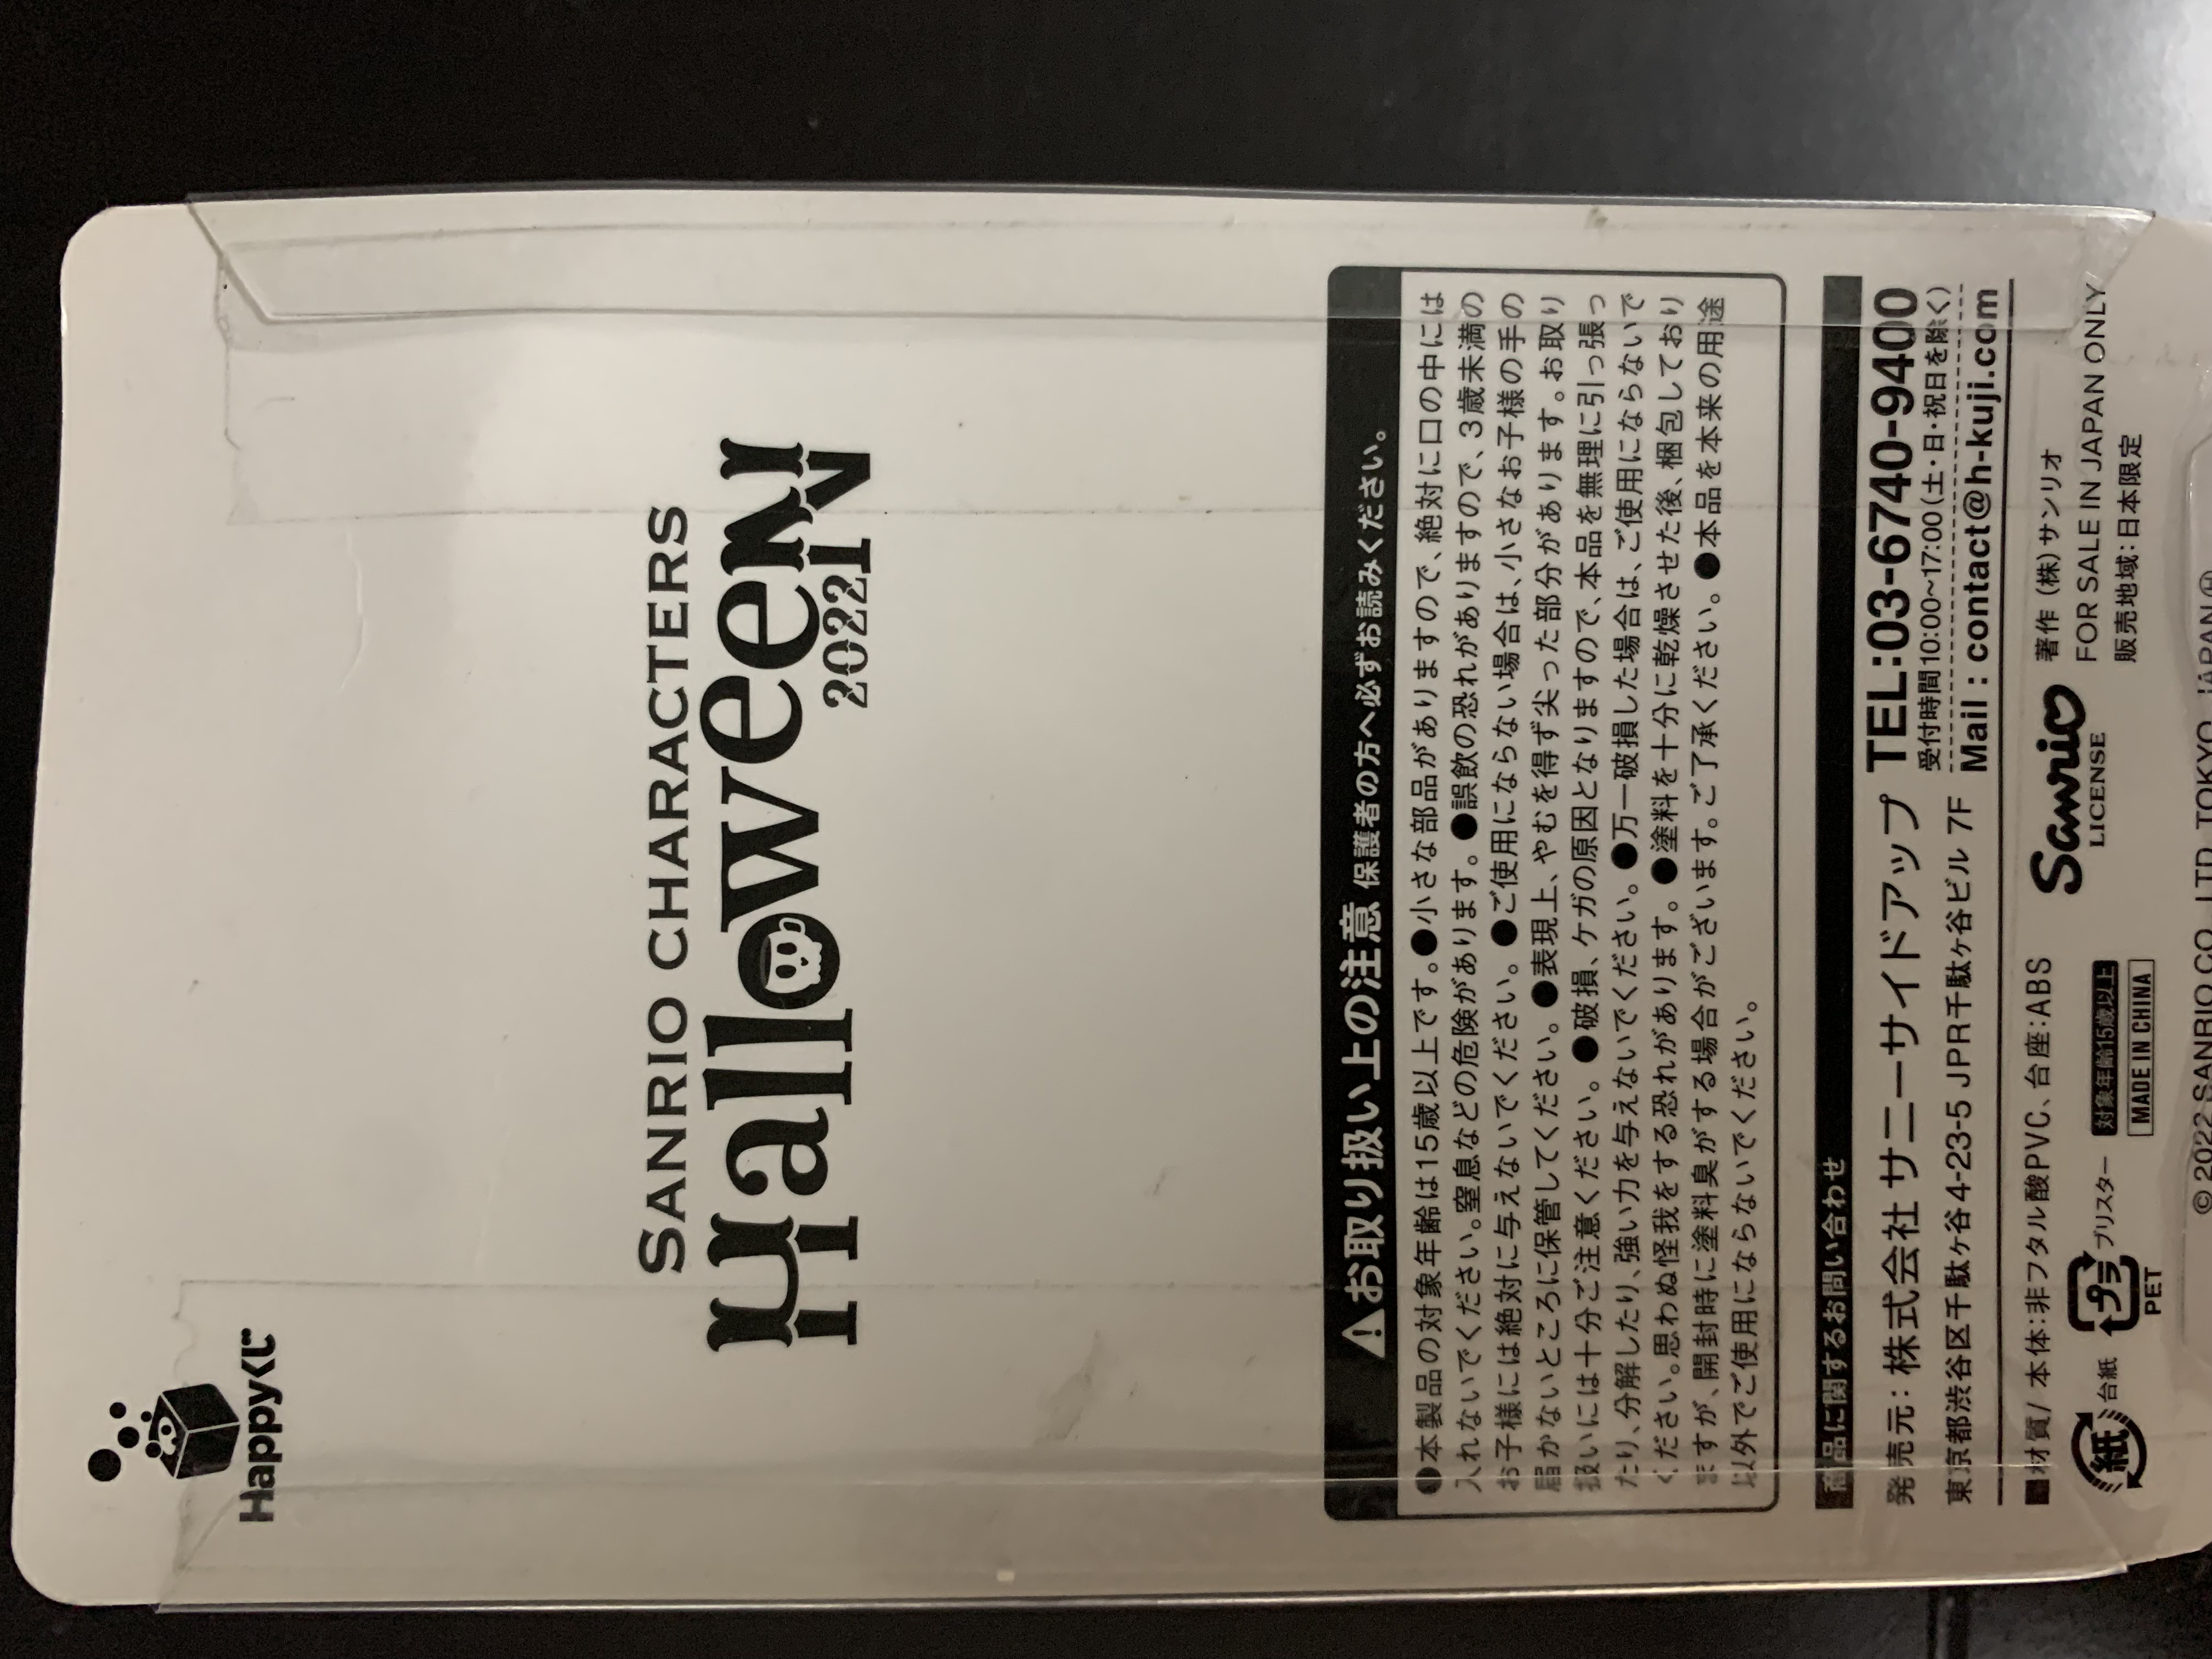 Happyくじ
SANRIO CHARACTERS
Halloween
2022
⚠お取り扱い上の注意 保護者の方へ必ずお読みください。
●本製品の対象年齢は15歳以上です。●小さな部品がありますので、絶対に口の中には
入れないでください。窒息などの危険があります。●誤飲の恐れがありますので、3歳未満の
お子様には絶対に与えないでください。●ご使用にならない場合は、小さなお子様の手の
届かないところに保管してください。●表現上、やむを得ず尖った部分があります。お取り
扱いには十分ご注意ください。●破損、ケガの原因となりますので、本品を無理に引っ張っ
たり、分解したり、強い力を与えないでください。●万一破損した場合は、ご使用にならないで
ください。思わぬ怪我をする恐れがあります。●塗料を十分に乾燥させた後、梱包しており
ますが、開封時に塗料臭がする場合がございます。ご了承ください。●本品を本来の用途
以外でご使用にならないでください。
商品に関するお問い合わせ
発売元:株式会社サニーサイドアップ TEL:03-6740-9400
受付時間10:00~17:00(土・日・祝日を除く)
東京都渋谷区千駄ヶ谷4-23-5 JPR千駄ヶ谷ビル 7F Mail : contact@h-kuji.com
■材質/ 本体:非フタル酸PVC、台座:ABS
紙 台紙 プラ ブリスター
PET
対象年齢15歳以上
MADE IN CHINA
Sanrio
LICENSE
著作 (株)サンリオ
FOR SALE IN JAPAN ONLY
販売地域:日本限定
©2022 SANRIO CO., LTD. TOKYO, JAPAN Ⓗ